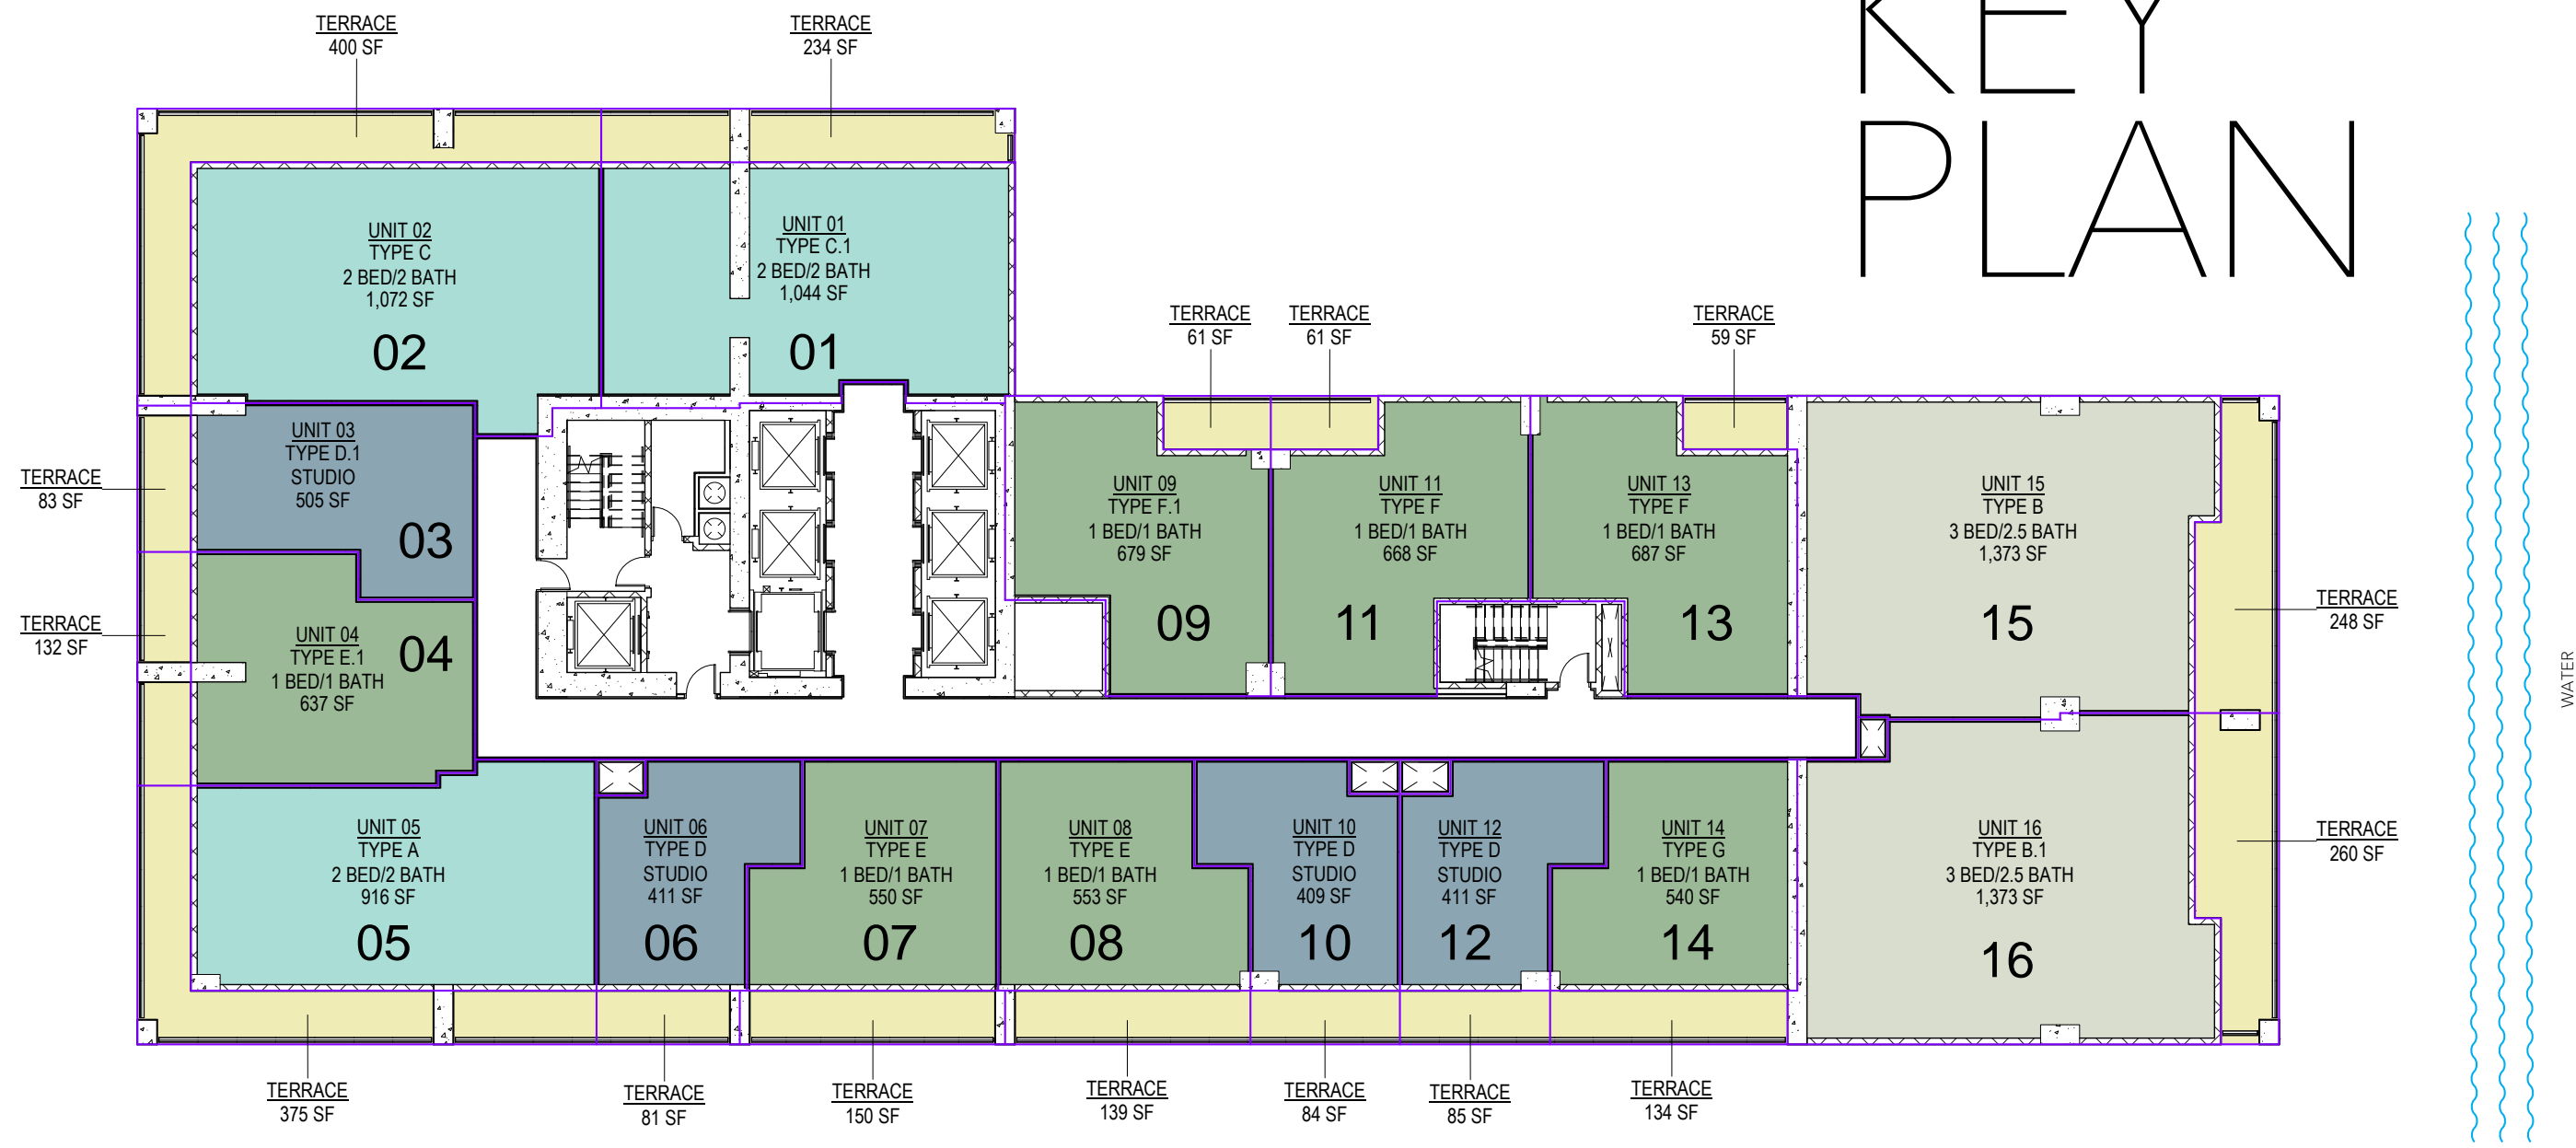 KEY
PLAN
TERRACE
400 SF
TERRACE
234 SF
UNIT 02
TYPE C
2 BED/2 BATH
1,072 SF
02
UNIT 01
TYPE C.1
2 BED/2 BATH
1,044 SF
01
TERRACE
61 SF
TERRACE
61 SF
TERRACE
59 SF
TERRACE
83 SF
UNIT 03
TYPE D.1
STUDIO
505 SF
03
TERRACE
132 SF
UNIT 04
TYPE E.1
1 BED/1 BATH
637 SF
04
UNIT 09
TYPE F.1
1 BED/1 BATH
679 SF
09
UNIT 11
TYPE F
1 BED/1 BATH
668 SF
11
UNIT 13
TYPE F
1 BED/1 BATH
687 SF
13
UNIT 15
TYPE B
3 BED/2.5 BATH
1,373 SF
15
TERRACE
248 SF
WATER
UNIT 05
TYPE A
2 BED/2 BATH
916 SF
05
UNIT 06
TYPE D
STUDIO
411 SF
06
UNIT 07
TYPE E
1 BED/1 BATH
550 SF
07
UNIT 08
TYPE E
1 BED/1 BATH
553 SF
08
UNIT 10
TYPE D
STUDIO
409 SF
10
UNIT 12
TYPE D
STUDIO
411 SF
12
UNIT 14
TYPE G
1 BED/1 BATH
540 SF
14
UNIT 16
TYPE B.1
3 BED/2.5 BATH
1,373 SF
16
TERRACE
260 SF
TERRACE
375 SF
TERRACE
81 SF
TERRACE
150 SF
TERRACE
139 SF
TERRACE
84 SF
TERRACE
85 SF
TERRACE
134 SF